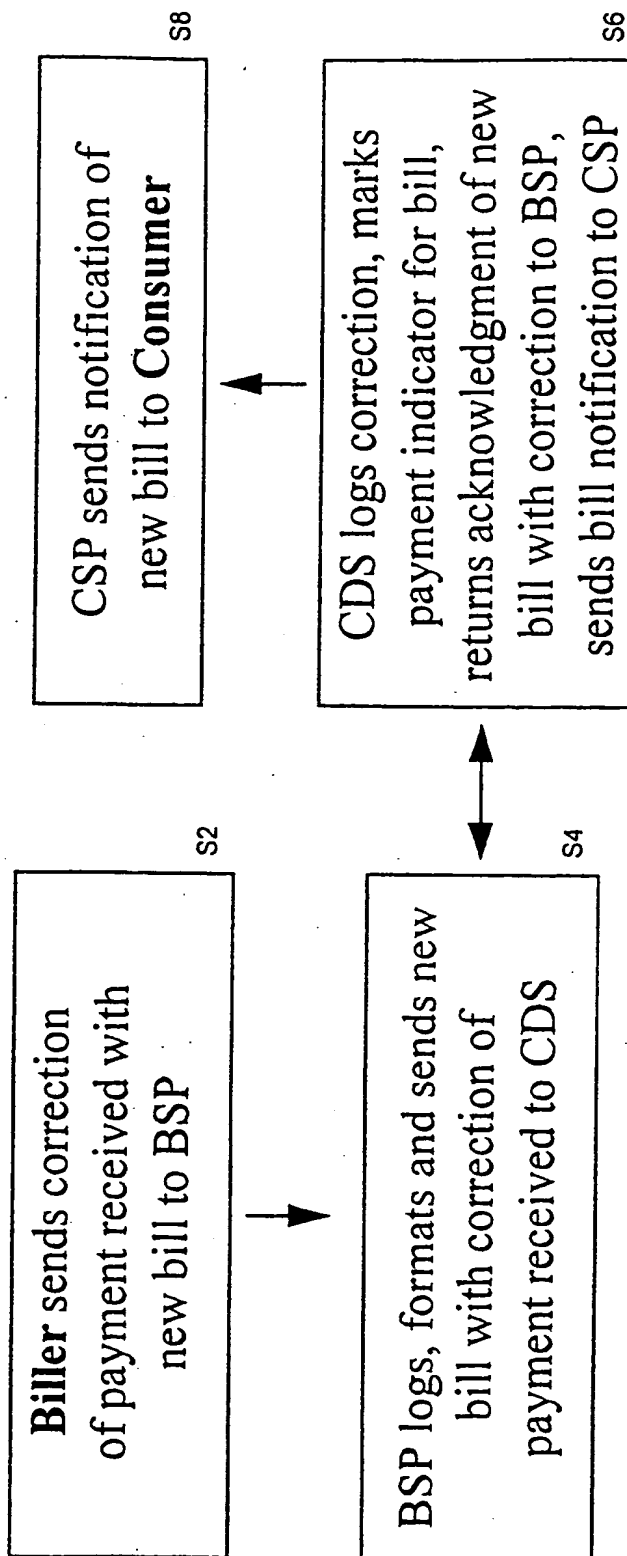 Biller sends correction
of payment received with
new bill to BSP
S2
BSP logs, formats and sends new
bill with correction of
payment received to CDS
S4
CDS logs correction, marks
payment indicator for bill,
returns acknowledgment of new
bill with correction to BSP,
sends bill notification to CSP
S6
CSP sends notification of
new bill to Consumer
S8